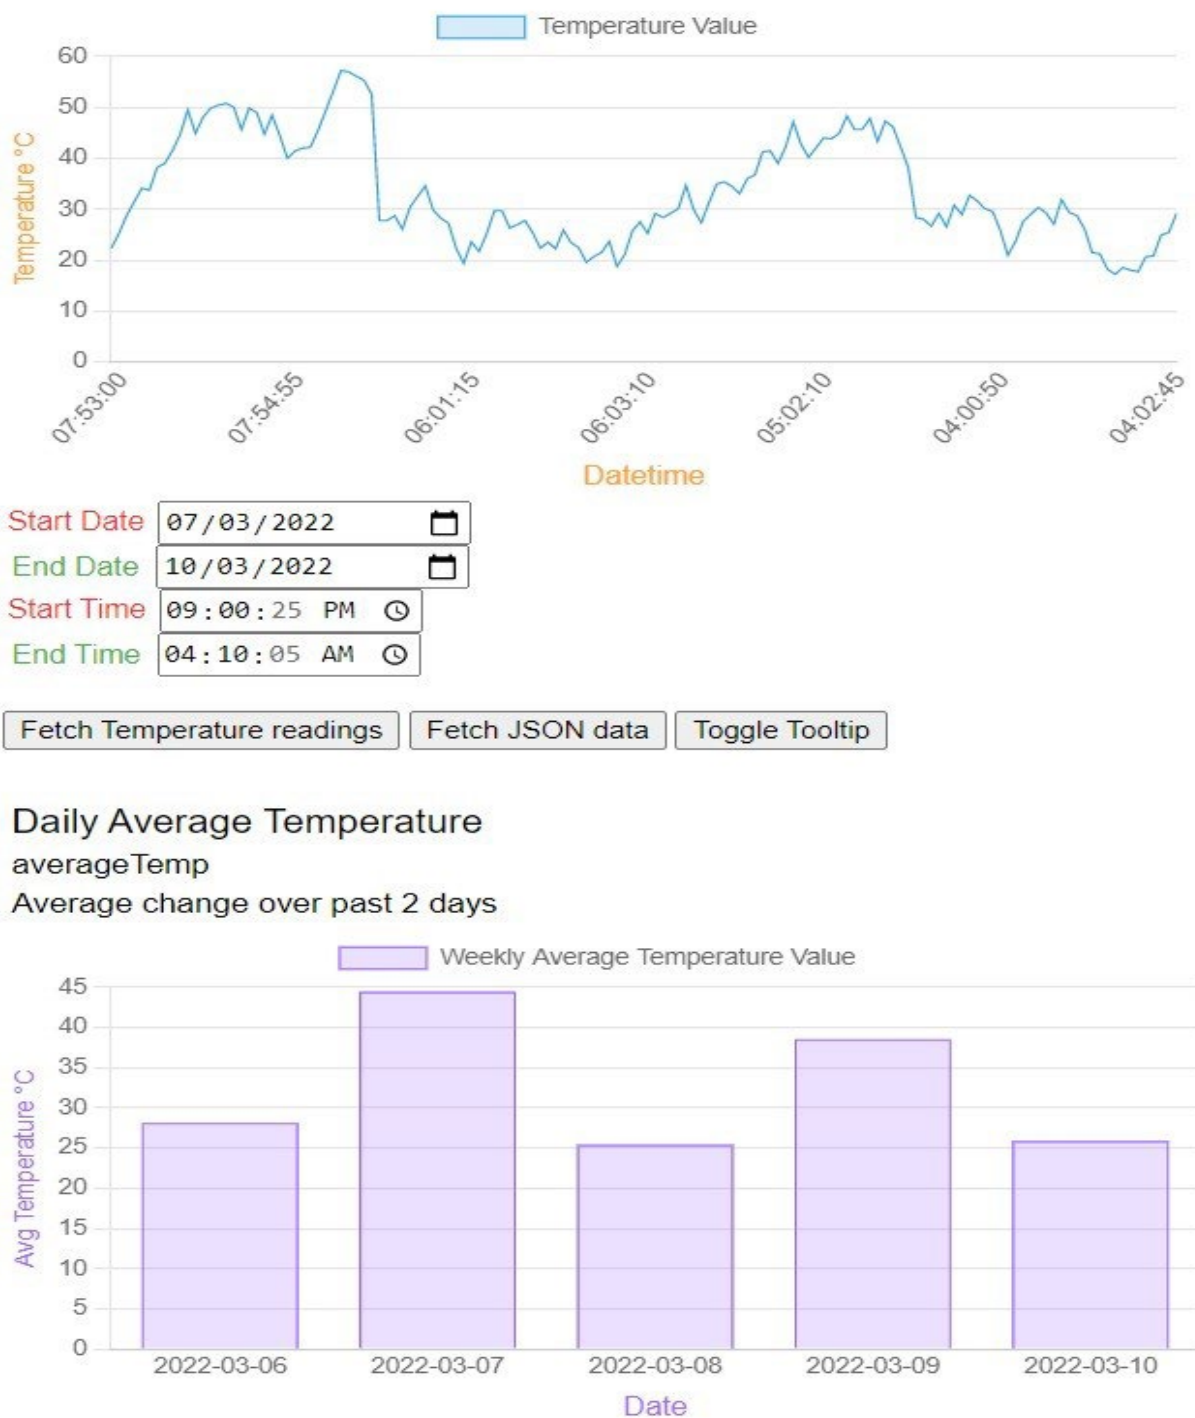 Temperature Value
60
50
40
30
20
10
0
Temperature °C
07:53:00 07:54:55 06:01:15 06:03:10 05:02:10 04:00:50 04:02:45
Datetime
Start Date 07/03/2022
End Date 10/03/2022
Start Time 09:00:25 PM
End Time 04:10:05 AM
Fetch Temperature readings Fetch JSON data Toggle Tooltip
Daily Average Temperature
averageTemp
Average change over past 2 days
Weekly Average Temperature Value
45
40
35
30
25
20
15
10
5
0
Avg Temperature °C
2022-03-06 2022-03-07 2022-03-08 2022-03-09 2022-03-10
Date